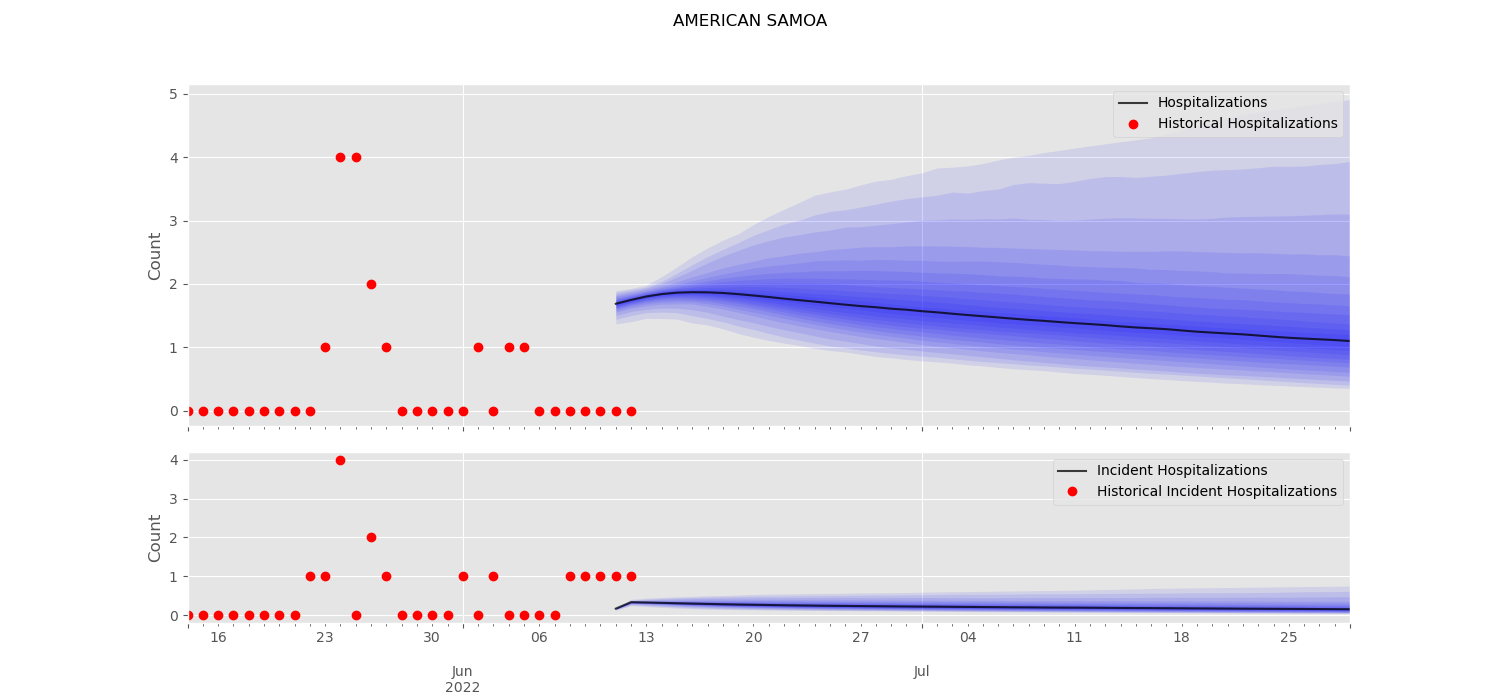 AMERICAN SAMOA
5
4
3
2
1
0
Count
Hospitalizations
Historical Hospitalizations
4
3
2
1
0
Count
Incident Hospitalizations
Historical Incident Hospitalizations
16 23 30 06 13 20 27 04 11 18 25
Jun Jul
2022